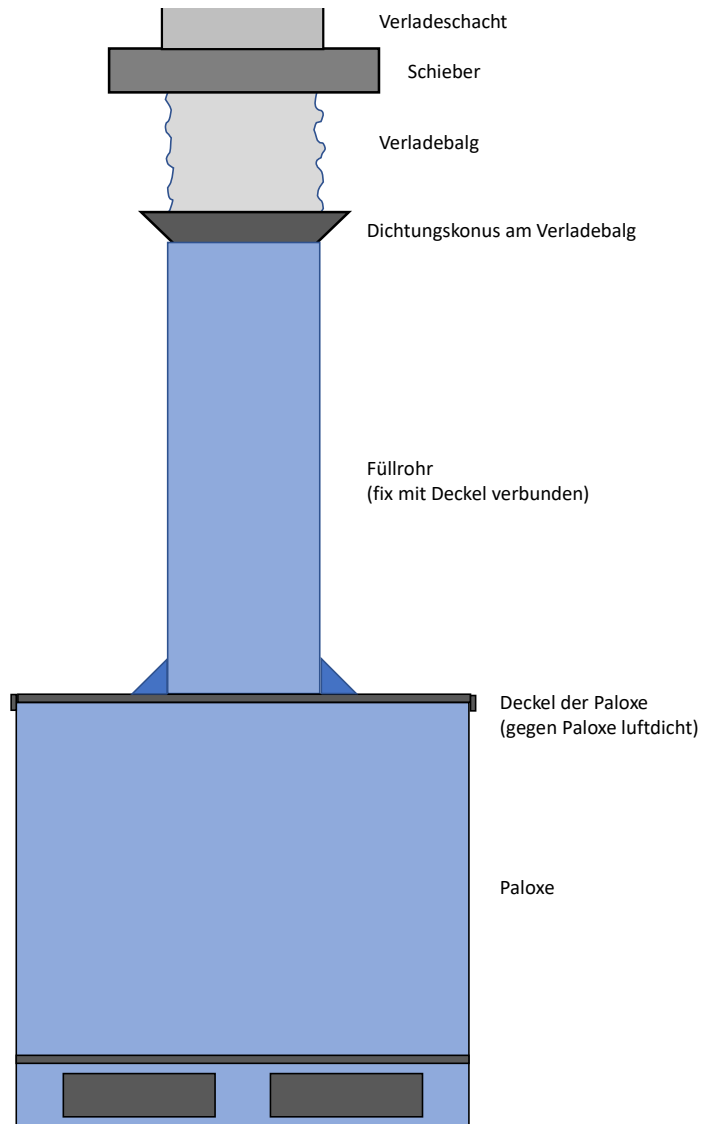 Verladeschacht
Schieber
Verladebalg
Dichtungskonus am Verladebalg
Füllrohr
(fix mit Deckel verbunden)
Deckel der Paloxe
(gegen Paloxe luftdicht)
Paloxe